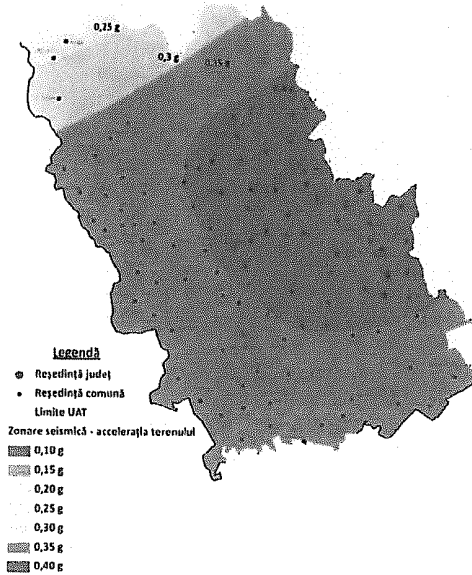 0,25 g
0,3 g
0,35 g
Legendă
Reședință județ
Reședință comună
Limite UAT
Zonare seismică - accelerația terenului
0,10 g
0,15 g
0,20 g
0,25 g
0,30 g
0,35 g
0,40 g